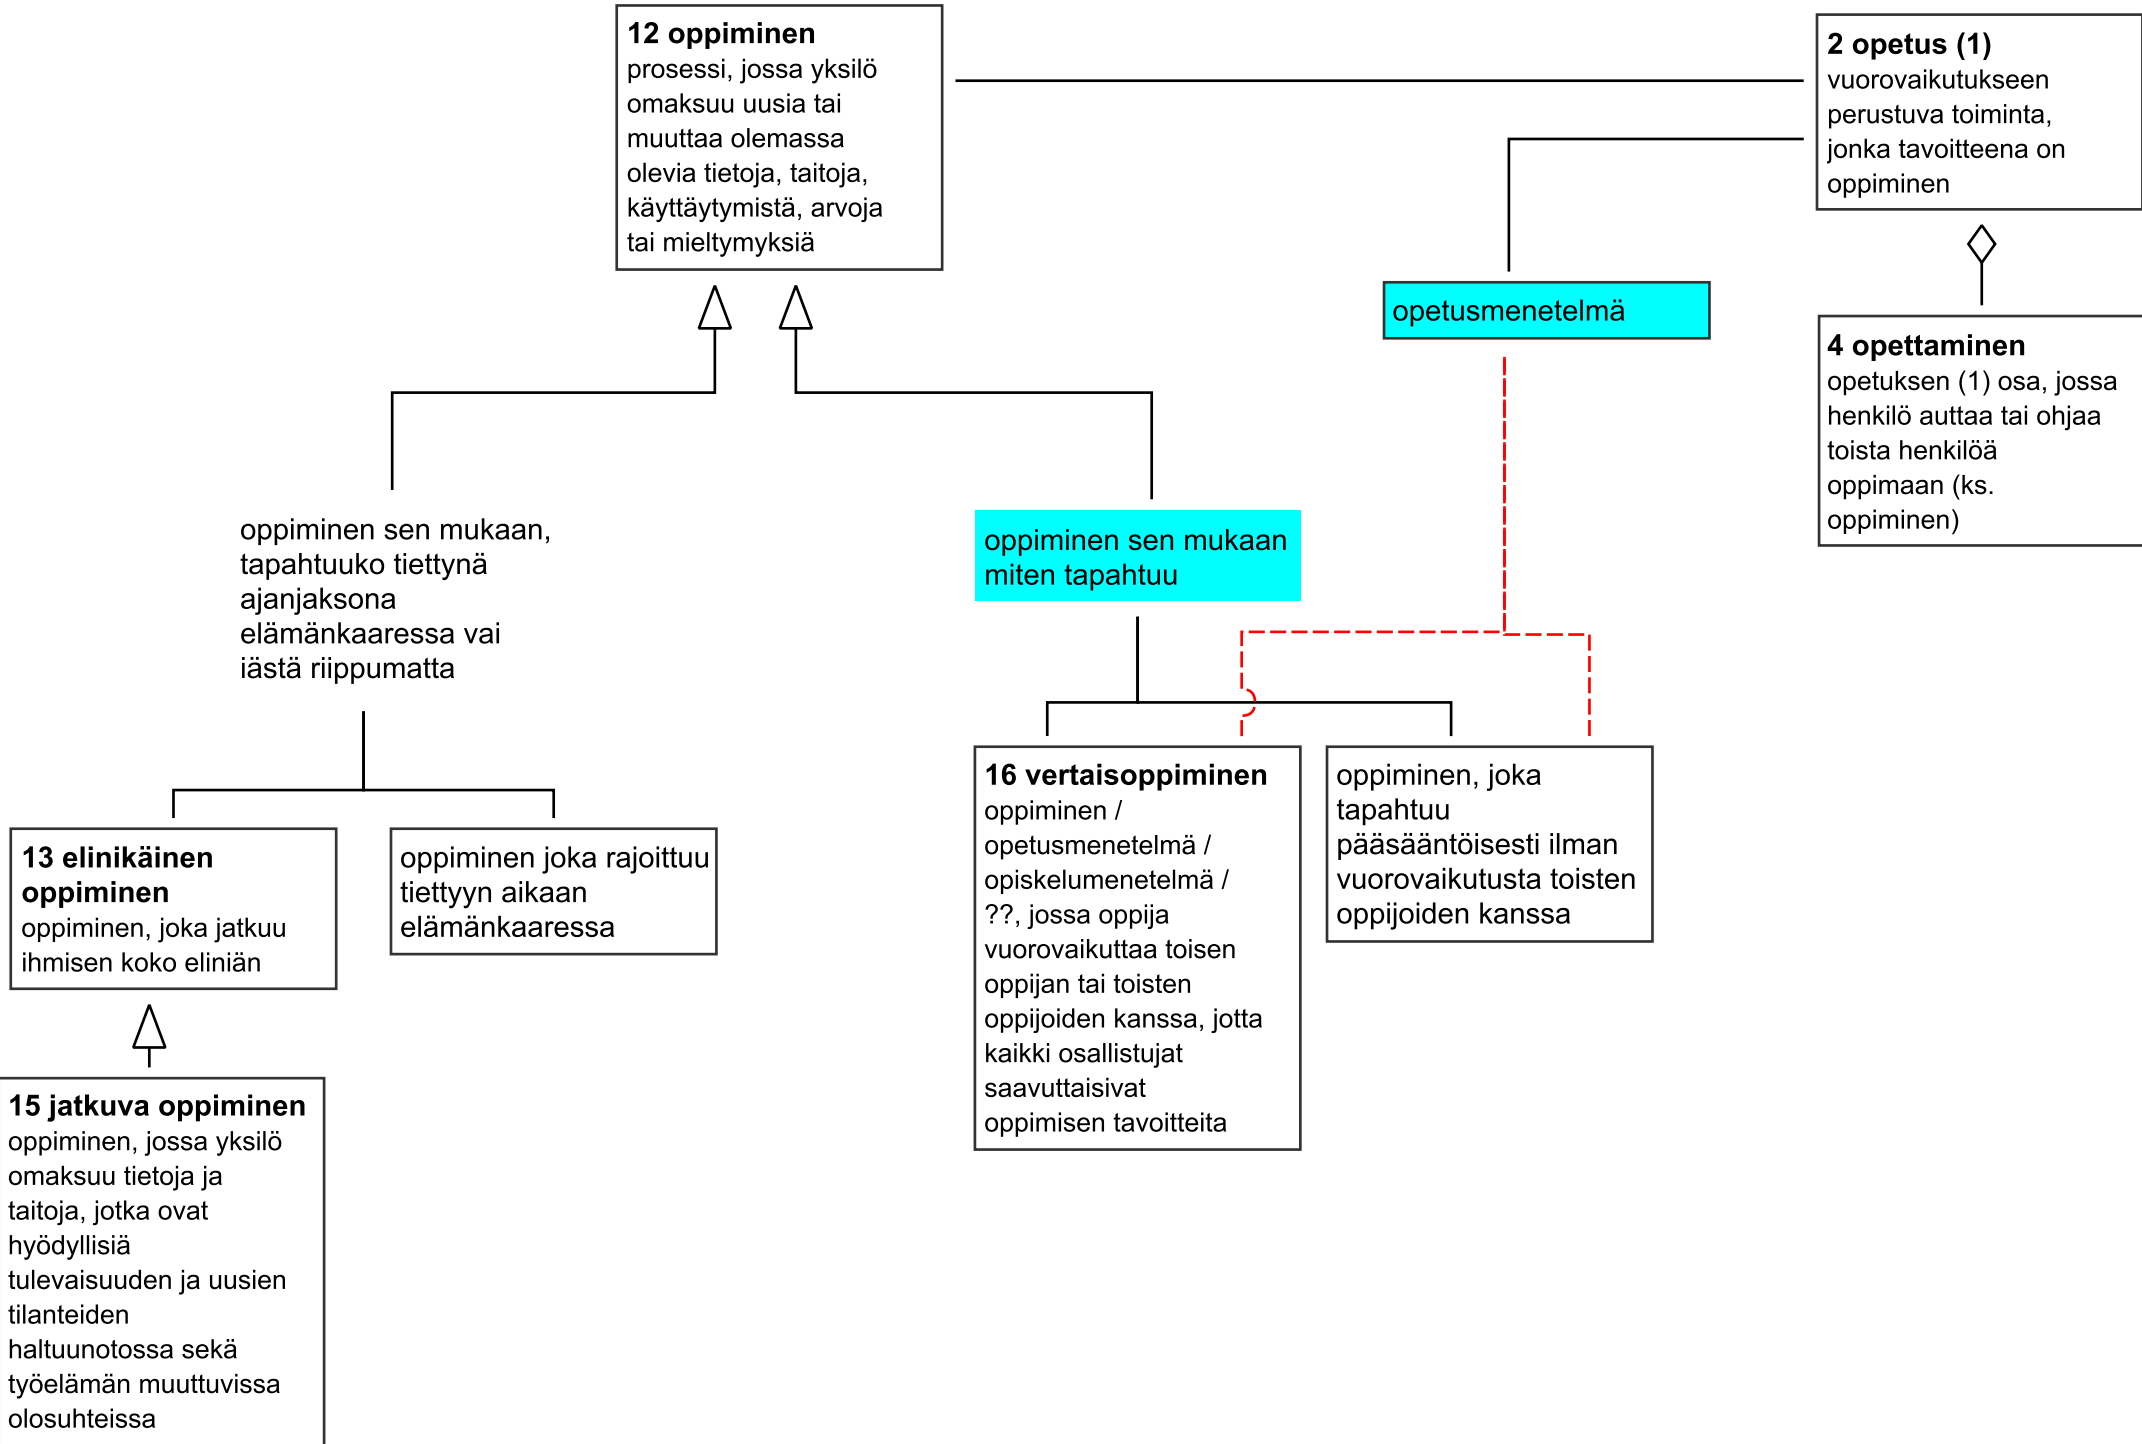 12 oppiminen
prosessi, jossa yksilö
omaksuu uusia tai
muuttaa olemassa
olevia tietoja, taitoja,
käyttäytymistä, arvoja
tai mieltymyksiä
2 opetus (1)
vuorovaikutukseen
perustuva toiminta,
jonka tavoitteena on
oppiminen
opetusmenetelmä
4 opettaminen
opetuksen (1) osa, jossa
henkilö auttaa tai ohjaa
toista henkilöä
oppimaan (ks.
oppiminen)
oppiminen sen mukaan,
tapahtuuko tiettynä
ajanjaksona
elämänkaaressa vai
iästä riippumatta
oppiminen sen mukaan
miten tapahtuu
13 elinikäinen
oppiminen
oppiminen, joka jatkuu
ihmisen koko eliniän
oppiminen joka rajoittuu
tiettyyn aikaan
elämänkaaressa
16 vertaisoppiminen
oppiminen /
opetusmenetelmä /
opiskelumenetelmä /
??, jossa oppija
vuorovaikuttaa toisen
oppijan tai toisten
oppijoiden kanssa, jotta
kaikki osallistujat
saavuttaisivat
oppimisen tavoitteita
oppiminen, joka
tapahtuu
pääsääntöisesti ilman
vuorovaikutusta toisten
oppijoiden kanssa
15 jatkuva oppiminen
oppiminen, jossa yksilö
omaksuu tietoja ja
taitoja, jotka ovat
hyödyllisiä
tulevaisuuden ja uusien
tilanteiden
haltuunotossa sekä
työelämän muuttuvissa
olosuhteissa